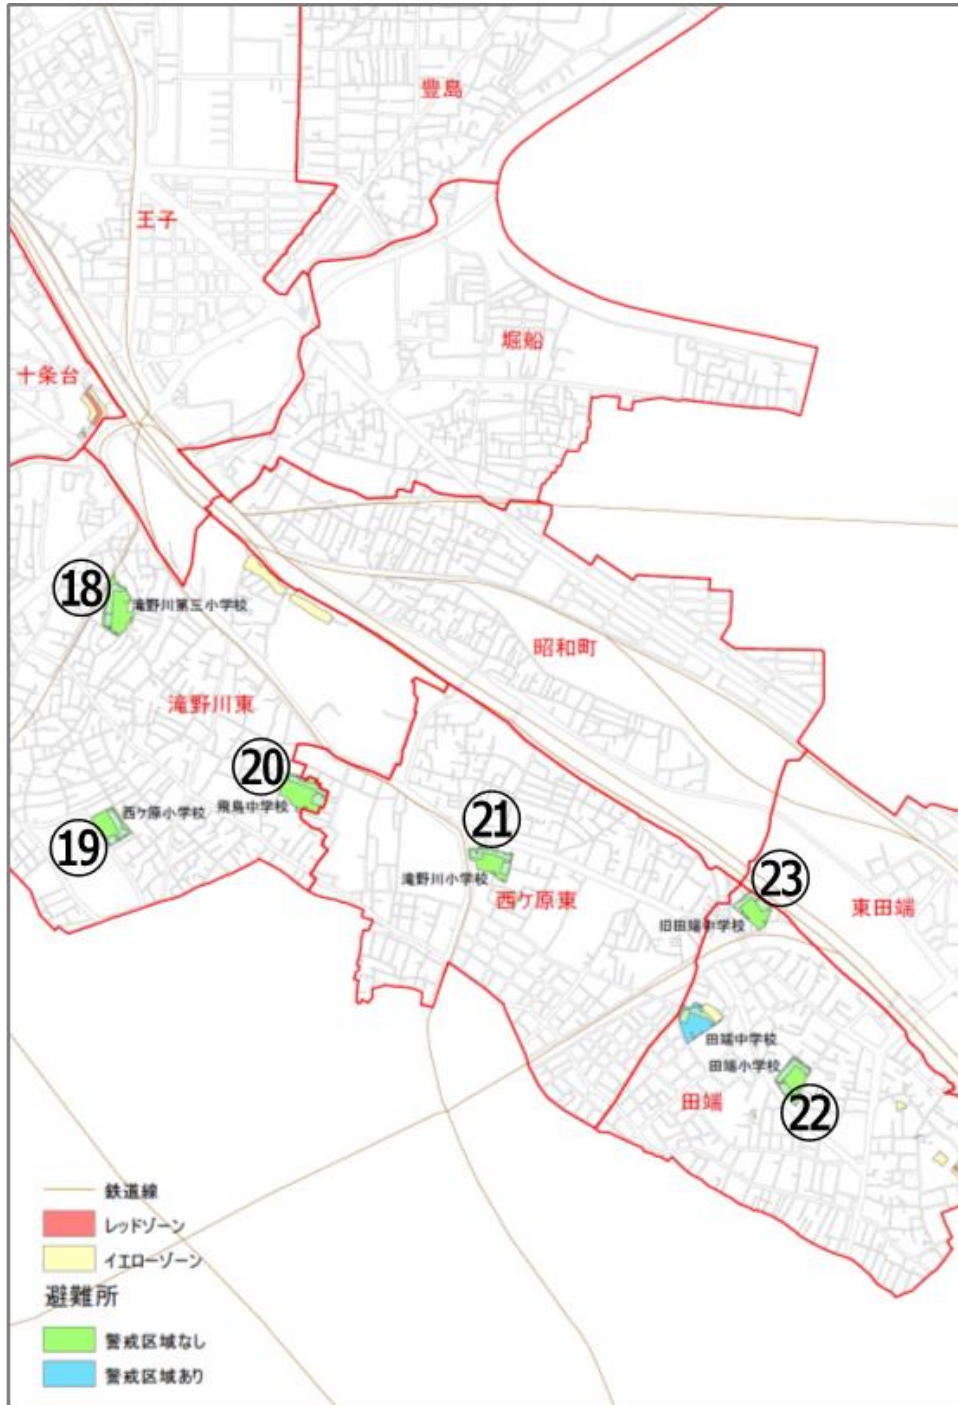 豊島
王子
堀船
十条台
⑱
滝野川第三小学校
昭和町
滝野川東
⑳
飛鳥中学校
西ケ原小学校
⑲
㉑
滝野川小学校
西ケ原東
㉓
旧田端中学校
東田端
田端中学校
田端小学校
田端
㉒
鉄道線
レッドゾーン
イエローゾーン
避難所
警戒区域なし
警戒区域あり